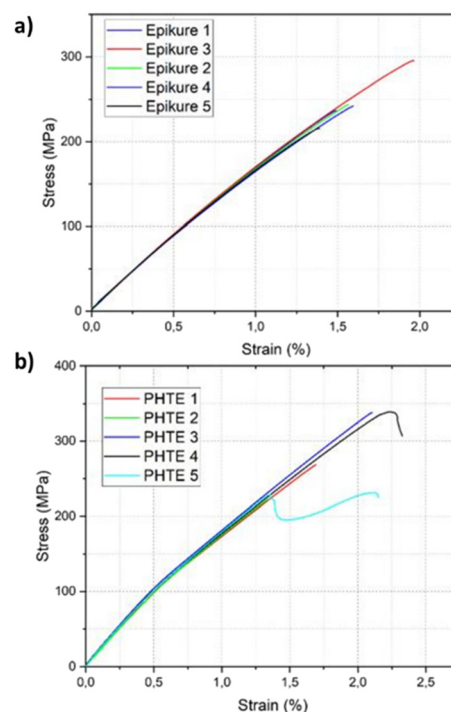 a)
Epikure 1
Epikure 3
Epikure 2
Epikure 4
Epikure 5
Stress (MPa)
300
200
100
0
0,0 0,5 1,0 1,5 2,0
Strain (%)
b)
PHTE 1
PHTE 2
PHTE 3
PHTE 4
PHTE 5
Stress (MPa)
400
300
200
100
0
0,0 0,5 1,0 1,5 2,0 2,5
Strain (%)